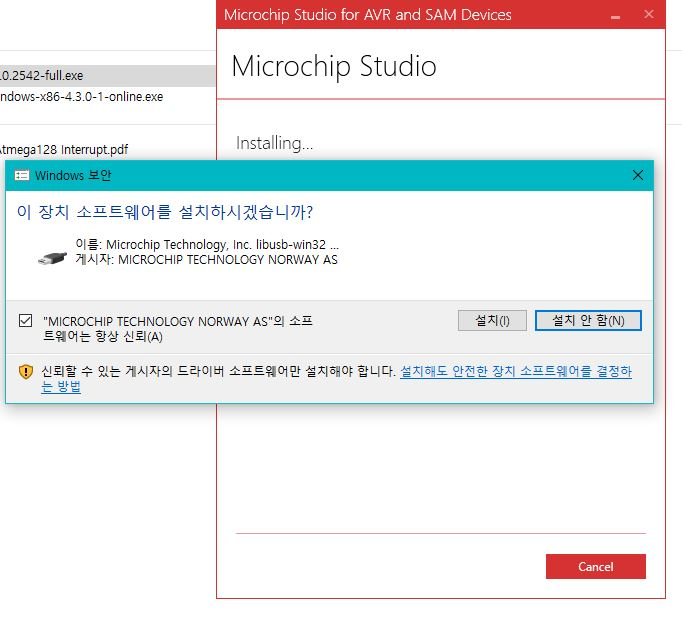 Microchip Studio for AVR and SAM Devices
Microchip Studio
.0.2542-full.exe
ndows-x86-4.3.0-1-online.exe
Installing...
Atmega128 Interrupt.pdf
Windows 보안
이 장치 소프트웨어를 설치하시겠습니까?
이름: Microchip Technology, Inc. libusb-win32 ...
게시자: MICROCHIP TECHNOLOGY NORWAY AS
"MICROCHIP TECHNOLOGY NORWAY AS"의 소프
트웨어는 항상 신뢰(A)
설치(I)
설치 안 함(N)
신뢰할 수 있는 게시자의 드라이버 소프트웨어만 설치해야 합니다. 설치해도 안전한 장치 소프트웨어를 결정하
는 방법
Cancel